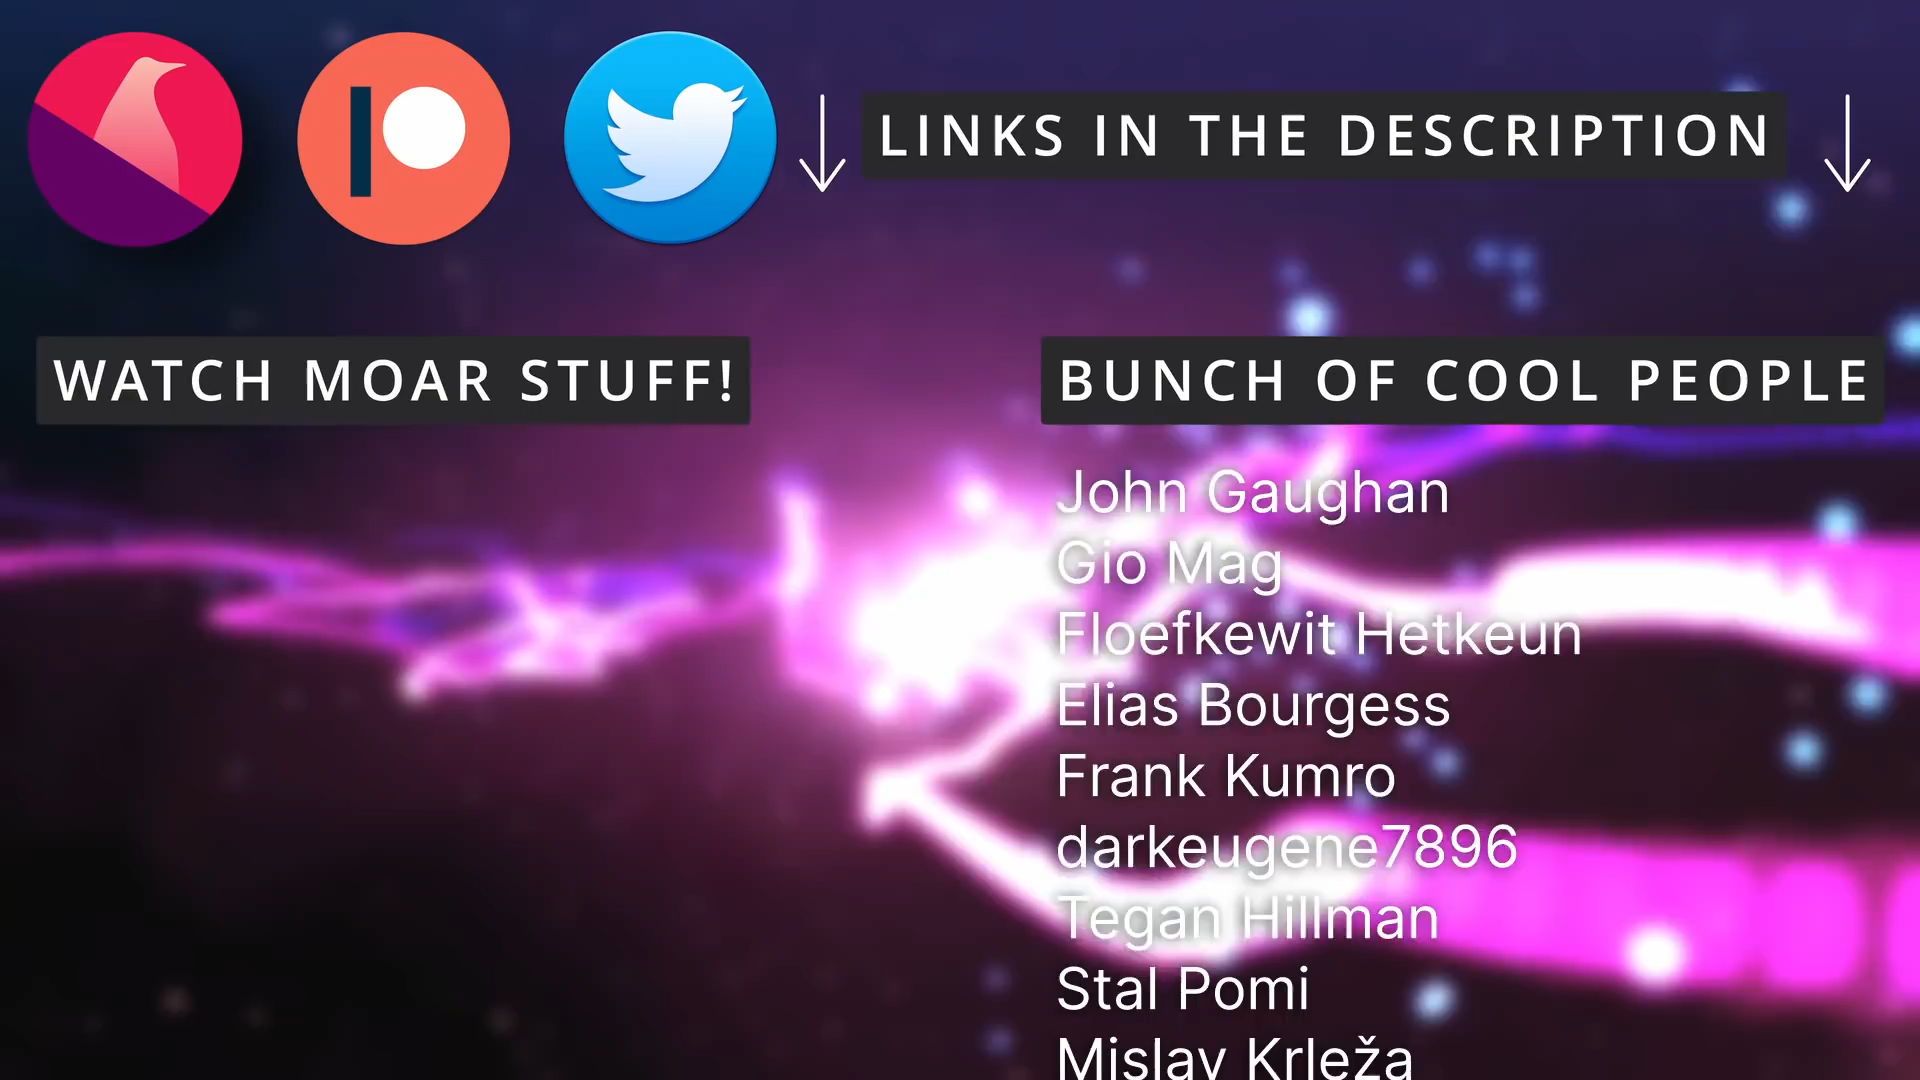 LINKS IN THE DESCRIPTION
WATCH MOAR STUFF!
BUNCH OF COOL PEOPLE
John Gaughan
Gio Mag
Floefkewit Hetkeun
Elias Bourgess
Frank Kumro
darkeugene7896
Tegan Hillman
Stal Pomi
Mislav Krleža